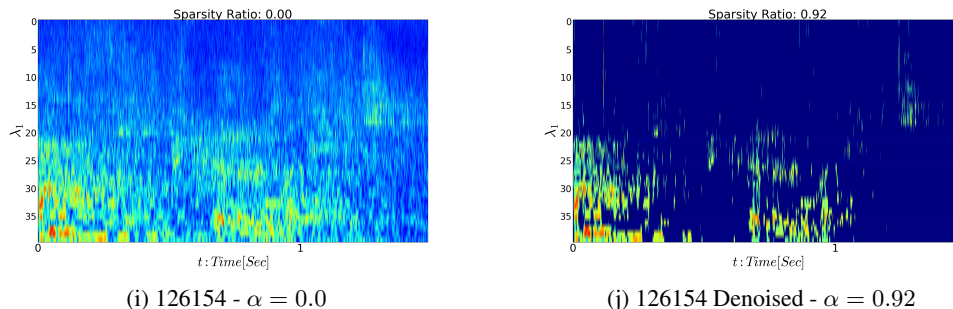 Sparsity Ratio: 0.00
0
5
10
15
20
25
30
35
λ₁
0 1
t : Time[Sec]
(i) 126154 - α = 0.0
Sparsity Ratio: 0.92
0
5
10
15
20
25
30
35
λ₁
0 1
t : Time[Sec]
(j) 126154 Denoised - α = 0.92